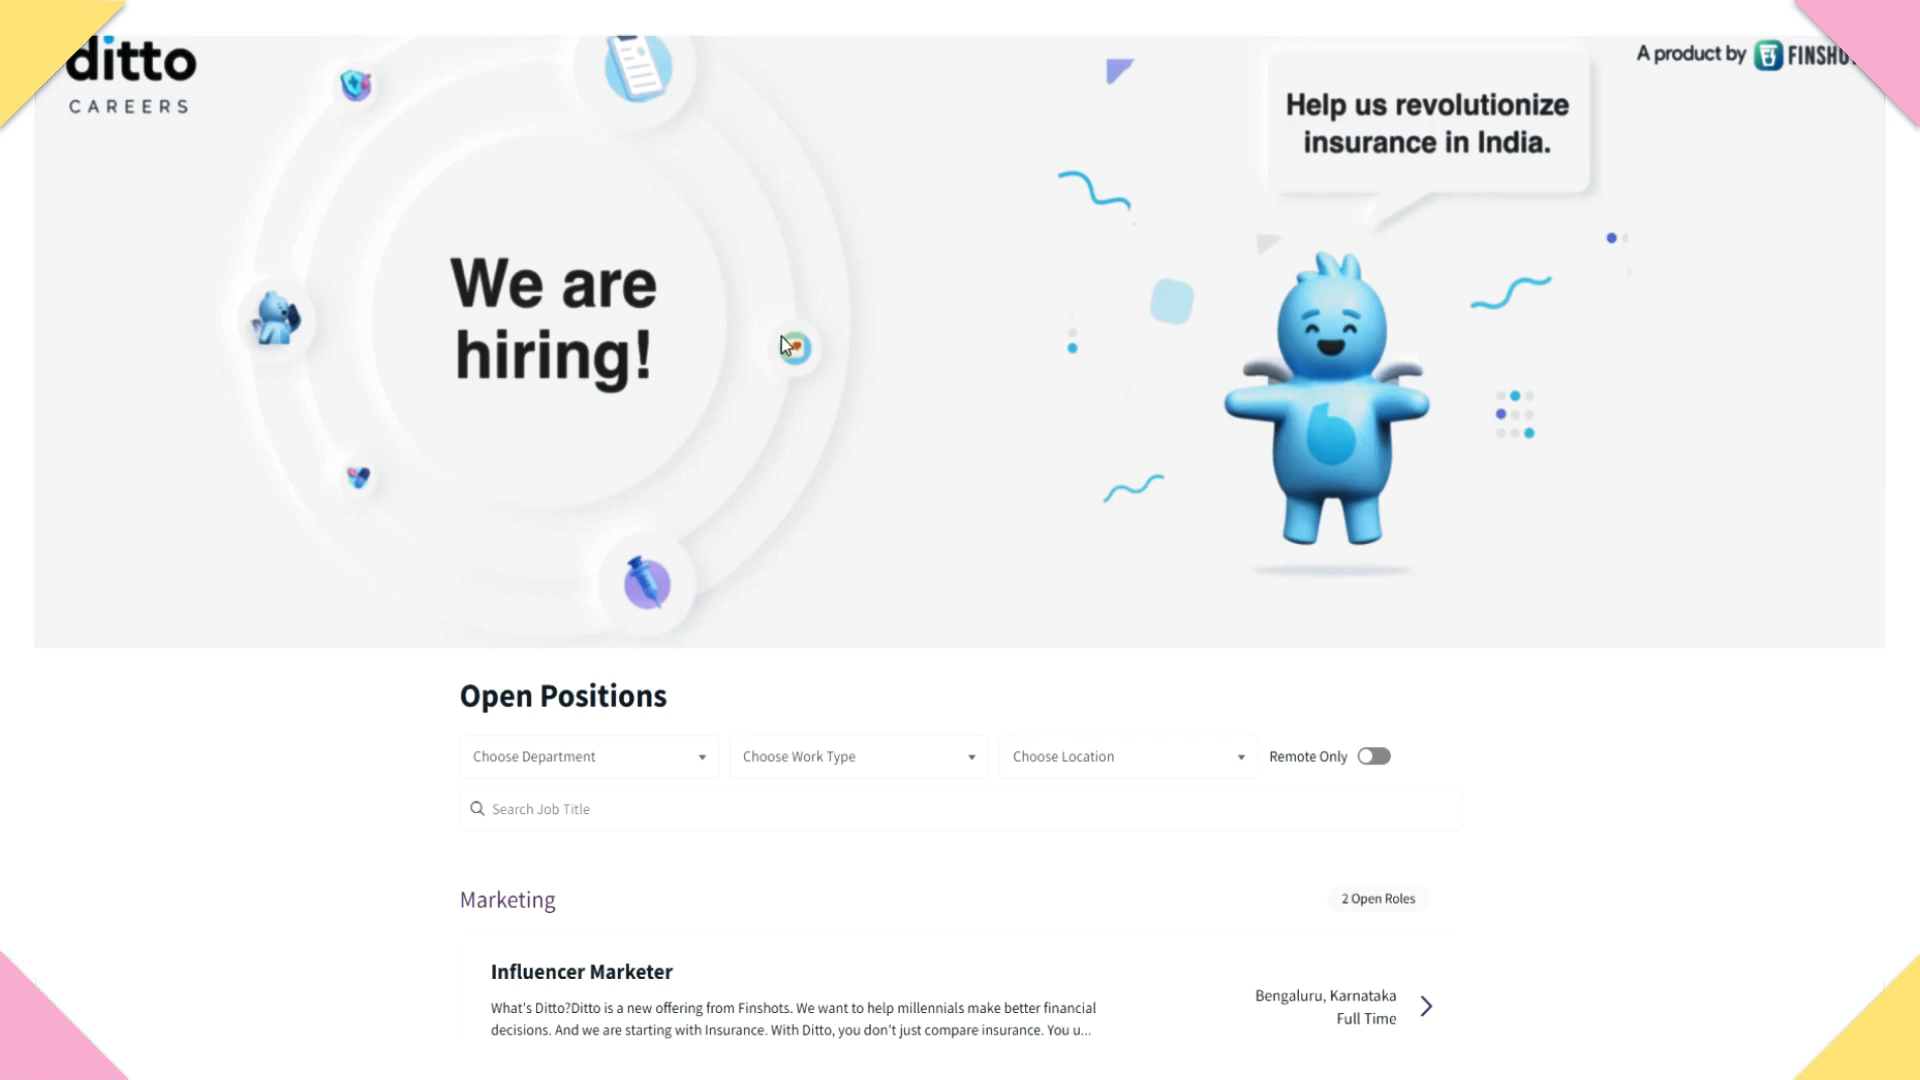 ditto
CAREERS
A product by
Help us revolutionize
insurance in India.
We are
hiring!
Open Positions
Choose Department
Choose Work Type
Choose Location
Remote Only
Search Job Title
Marketing
2 Open Roles
Influencer Marketer
What's Ditto?Ditto is a new offering from Finshots. We want to help millennials make better financial
decisions. And we are starting with Insurance. With Ditto, you don't just compare insurance. You u...
Bengaluru, Karnataka
Full Time